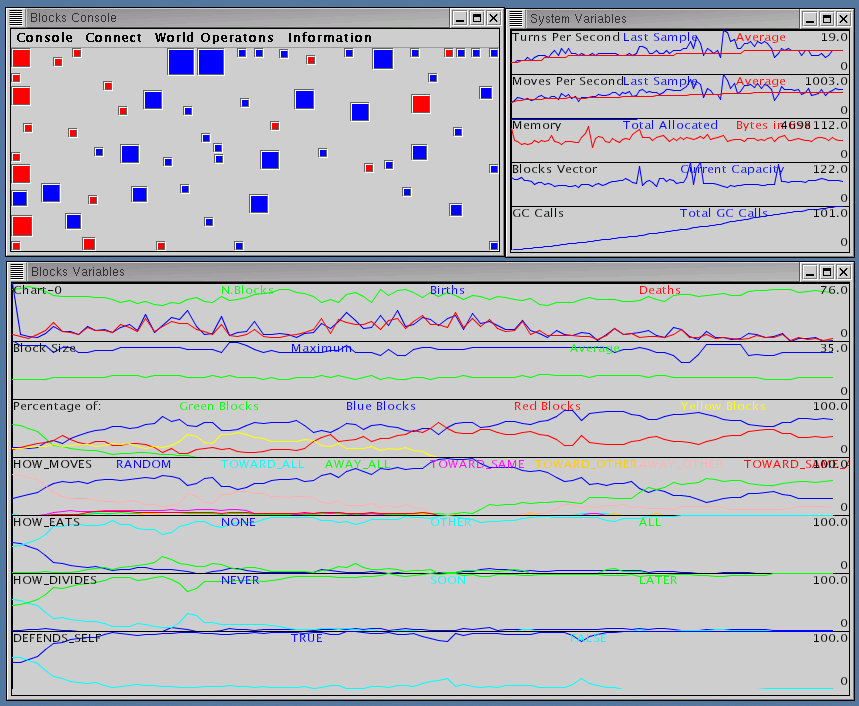 Blocks Console
Console Connect World Operatons Information
System Variables
Turns Per Second Last Sample Average 19.0
0
Moves Per Second Last Sample Average 1003.0
0
Memory Total Allocated Bytes in 4698112.0
0
Blocks Vector Current Capacity 122.0
0
GC Calls Total GC Calls 101.0
0
Blocks Variables
Chart-0 N.Blocks Births Deaths 76.0
0
Block Size Maximum Average 35.0
0
Percentage of: Green Blocks Blue Blocks Red Blocks Yellow Blocks 100.0
0
HOW_MOVES RANDOM TOWARD_ALL AWAY_ALL TOWARD_SAME TOWARD_OTHER AWAY_OTHER TOWARD_SAME_ 100.0
0
HOW_EATS NONE OTHER ALL 100.0
0
HOW_DIVIDES NEVER SOON LATER 100.0
0
DEFENDS_SELF TRUE FALSE 100.0
0